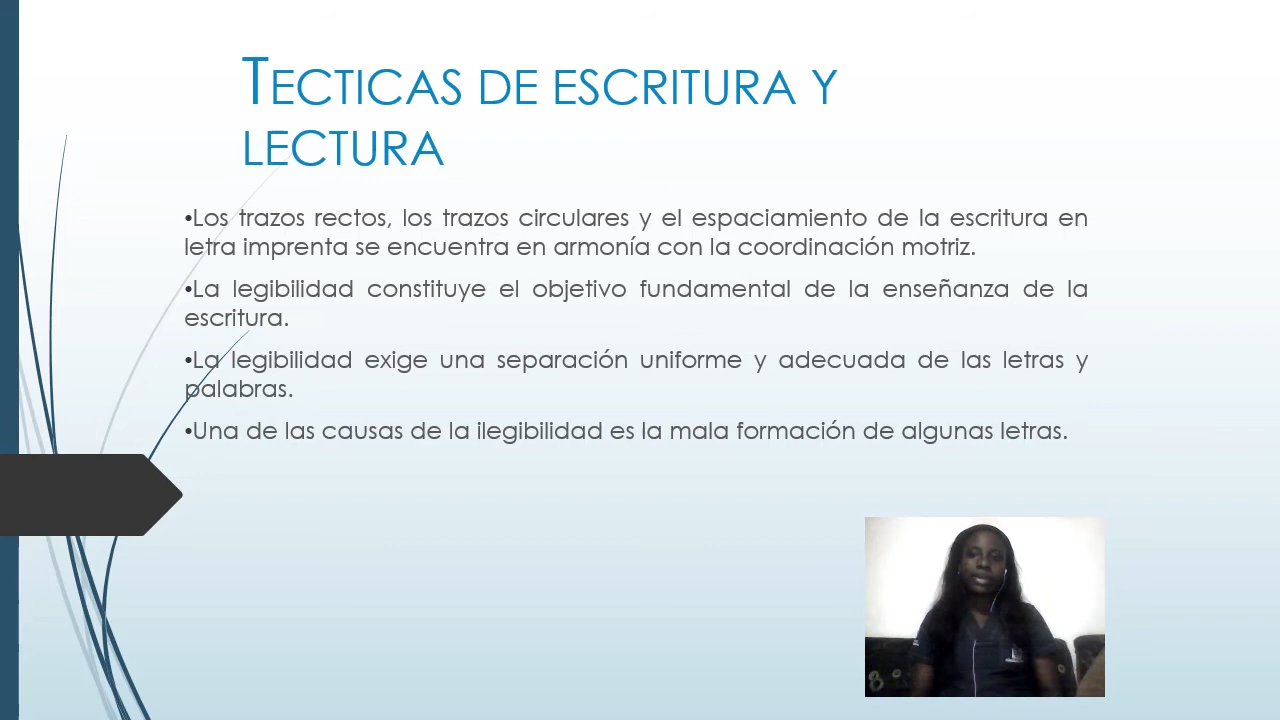 TECTICAS DE ESCRITURA Y
LECTURA
•Los trazos rectos, los trazos circulares y el espaciamiento de la escritura en
letra imprenta se encuentra en armonía con la coordinación motriz.
•La legibilidad constituye el objetivo fundamental de la enseñanza de la
escritura.
•La legibilidad exige una separación uniforme y adecuada de las letras y
palabras.
•Una de las causas de la ilegibilidad es la mala formación de algunas letras.